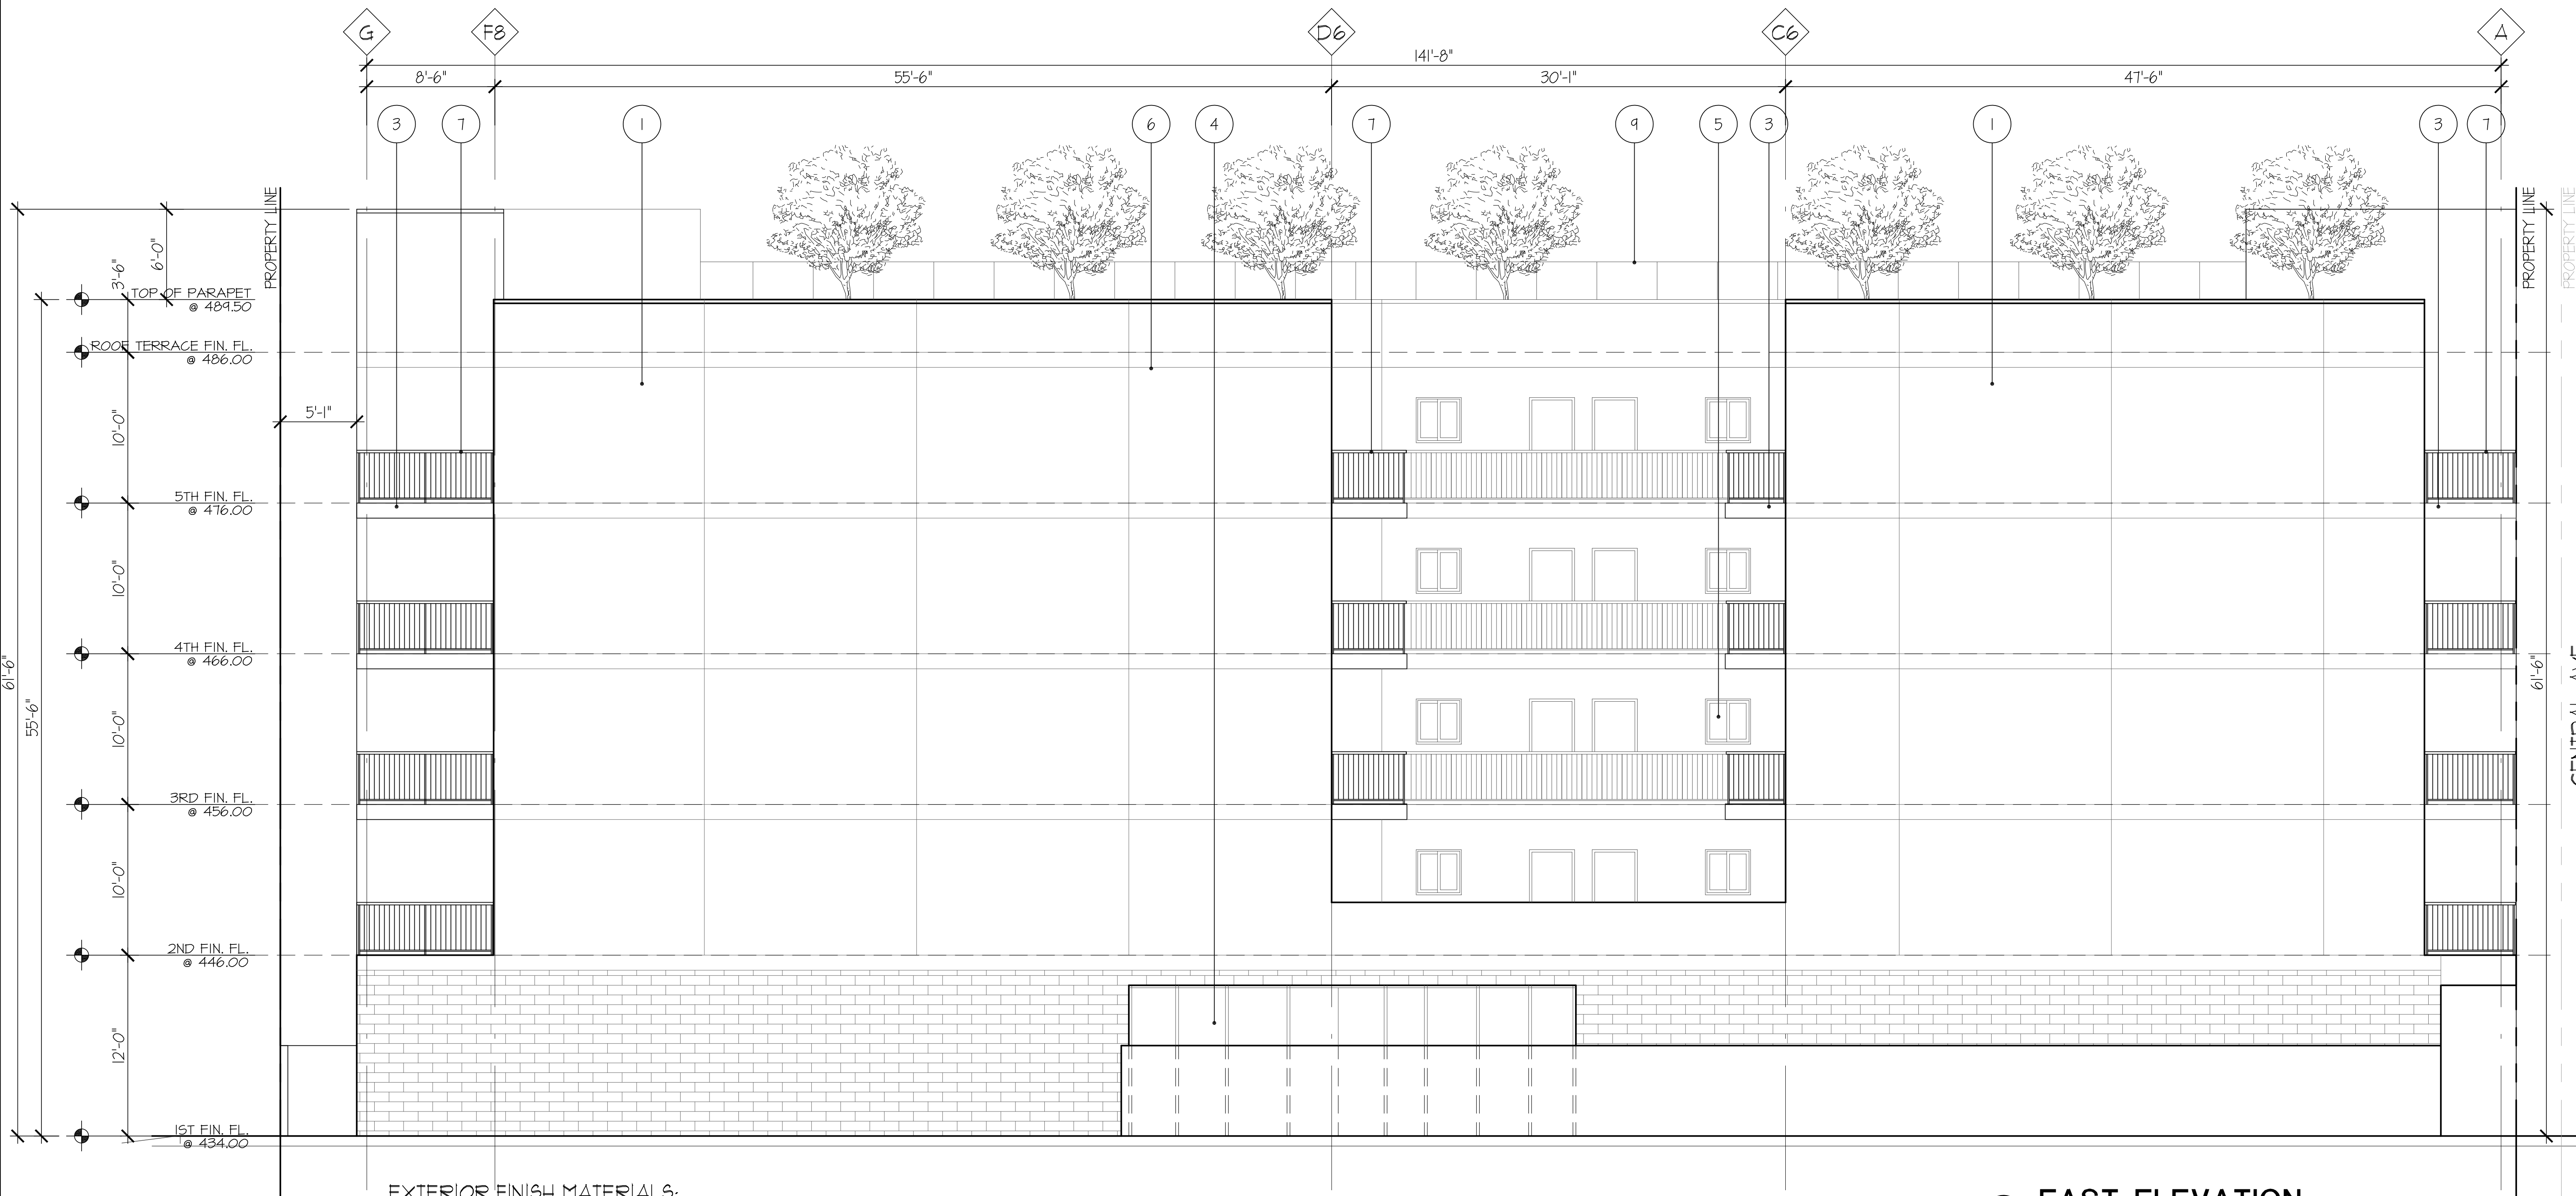 G
F8
D6
C6
A
141'-8"
8'-6"
55'-6"
30'-1"
47'-6"
3
7
1
6
4
7
9
5
3
1
3
7
PROPERTY LINE
PROPERTY LINE
PROPERTY LINE
6'-0"
3'-6"
TOP OF PARAPET
@ 489.50
ROOF TERRACE FIN. FL.
@ 486.00
5'-1"
10'-0"
5TH FIN. FL.
@ 476.00
10'-0"
4TH FIN. FL.
@ 466.00
61'-6"
55'-6"
61'-6"
CENTRAL AVE
10'-0"
3RD FIN. FL.
@ 456.00
10'-0"
2ND FIN. FL.
@ 446.00
12'-0"
1ST FIN. FL.
@ 434.00
EXTERIOR FINISH MATERIALS:
EAST ELEVATION